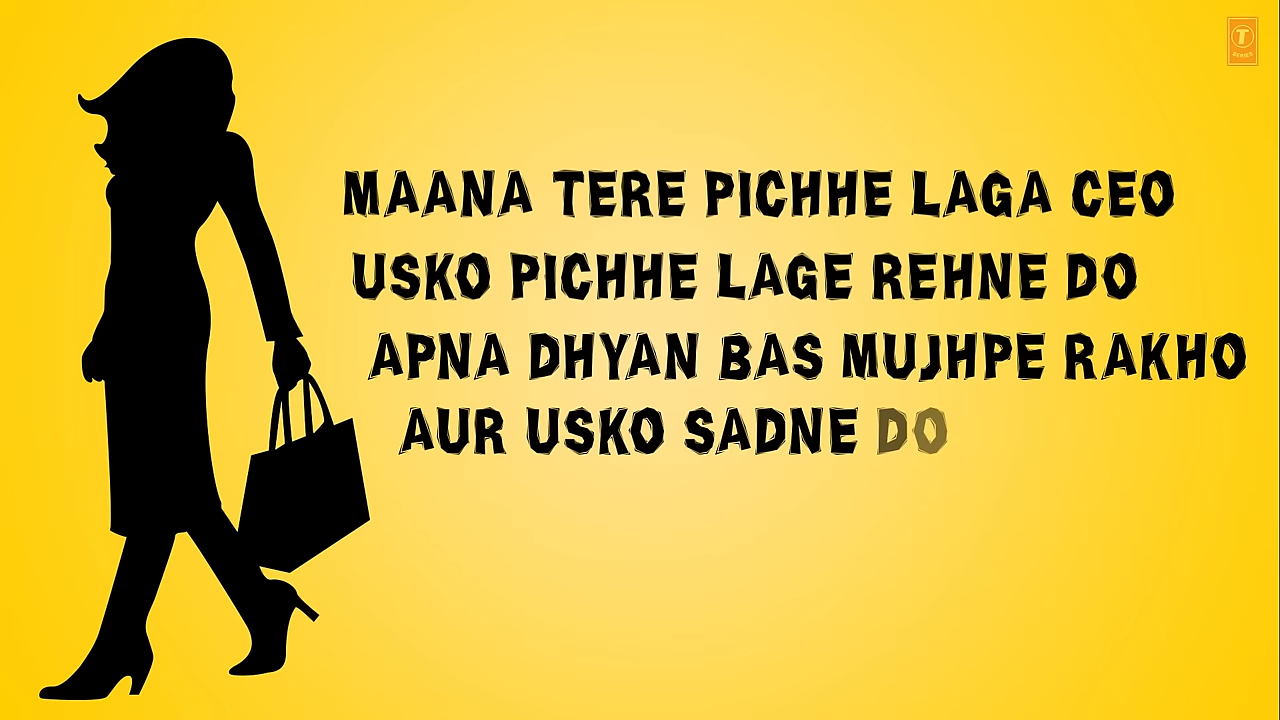 MAANA TERE PICHHE LAGA CEO
USKO PICHHE LAGE REHNE DO
APNA DHYAN BAS MUJHPE RAKHO
AUR USKO SADNE DO
T
SERIES